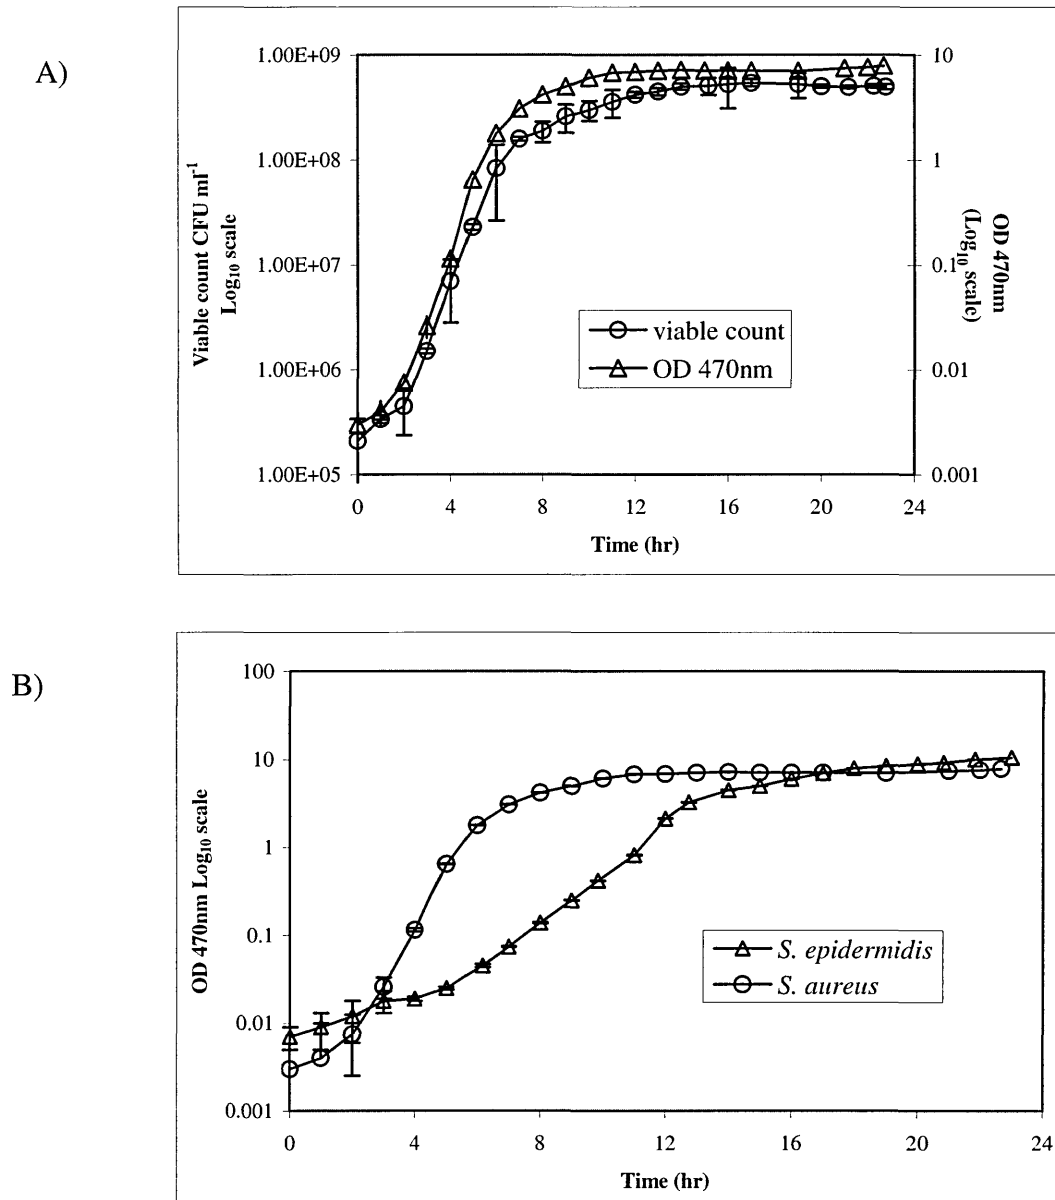 A)
1.00E+09
1.00E+08
1.00E+07
1.00E+06
1.00E+05
Viable count CFU ml⁻¹
Log₁₀ scale
10
1
0.1
0.01
0.001
OD 470nm
(Log₁₀ scale)
viable count
OD 470nm
0 4 8 12 16 20 24
Time (hr)
B)
100
10
1
0.1
0.01
0.001
OD 470nm Log₁₀ scale
S. epidermidis
S. aureus
0 4 8 12 16 20 24
Time (hr)